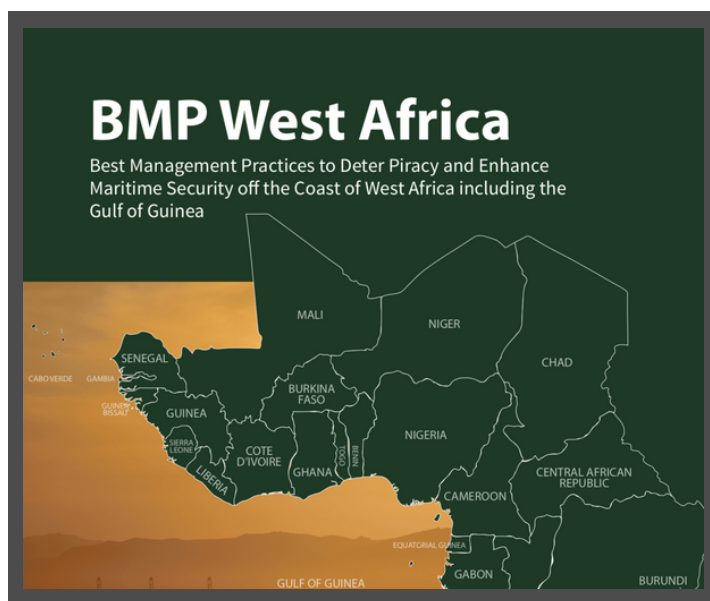 BMP West Africa
Best Management Practices to Deter Piracy and Enhance
Maritime Security off the Coast of West Africa including the
Gulf of Guinea
MALI
NIGER
CHAD
SENEGAL
CABO VERDE
GAMBIA
GUINEA
BISSAU
GUINEA
BURKINA
FASO
NIGERIA
SIERRA
LEONE
LIBERIA
COTE
D'IVOIRE
GHANA
TOGO
BENIN
CENTRAL AFRICAN
REPUBLIC
CAMEROON
EQUATORIAL GUINEA
GABON
GULF OF GUINEA
BURUNDI